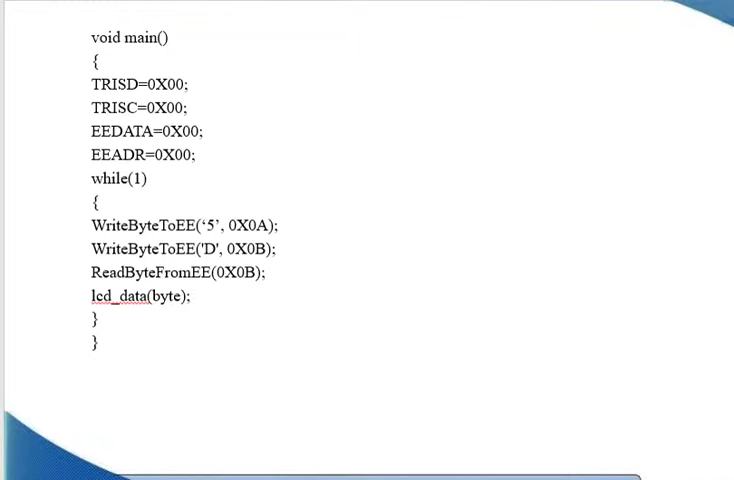 void main()
{
TRISD=0X00;
TRISC=0X00;
EEDATA=0X00;
EEADR=0X00;
while(1)
{
WriteByteToEE(‘5’, 0X0A);
WriteByteToEE('D', 0X0B);
ReadByteFromEE(0X0B);
lcd_data(byte);
}
}